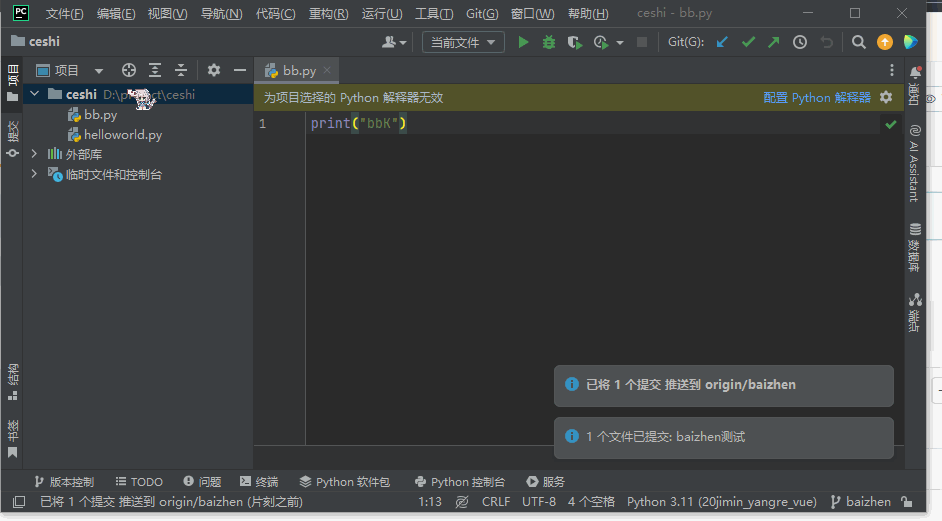 PC 文件(F) 编辑(E) 视图(V) 导航(N) 代码(C) 重构(R) 运行(U) 工具(T) Git(G) 窗口(W) 帮助(H) ceshi - bb.py
ceshi 当前文件 Git(G):
项目 bb.py
ceshi D:\project\ceshi
为项目选择的 Python 解释器无效 配置 Python 解释器
bb.py
helloworld.py
外部库
临时文件和控制台
1 print("bbK")
项目
提交
结构
书签
通知
AI Assistant
数据库
端点
已将 1 个提交 推送到 origin/baizhen
1 个文件已提交: baizhen测试
版本控制 TODO 问题 终端 Python 软件包 Python 控制台 服务
已将 1 个提交 推送到 origin/baizhen (片刻之前) 1:13 CRLF UTF-8 4 个空格 Python 3.11 (20jimin_yangre_vue) baizhen